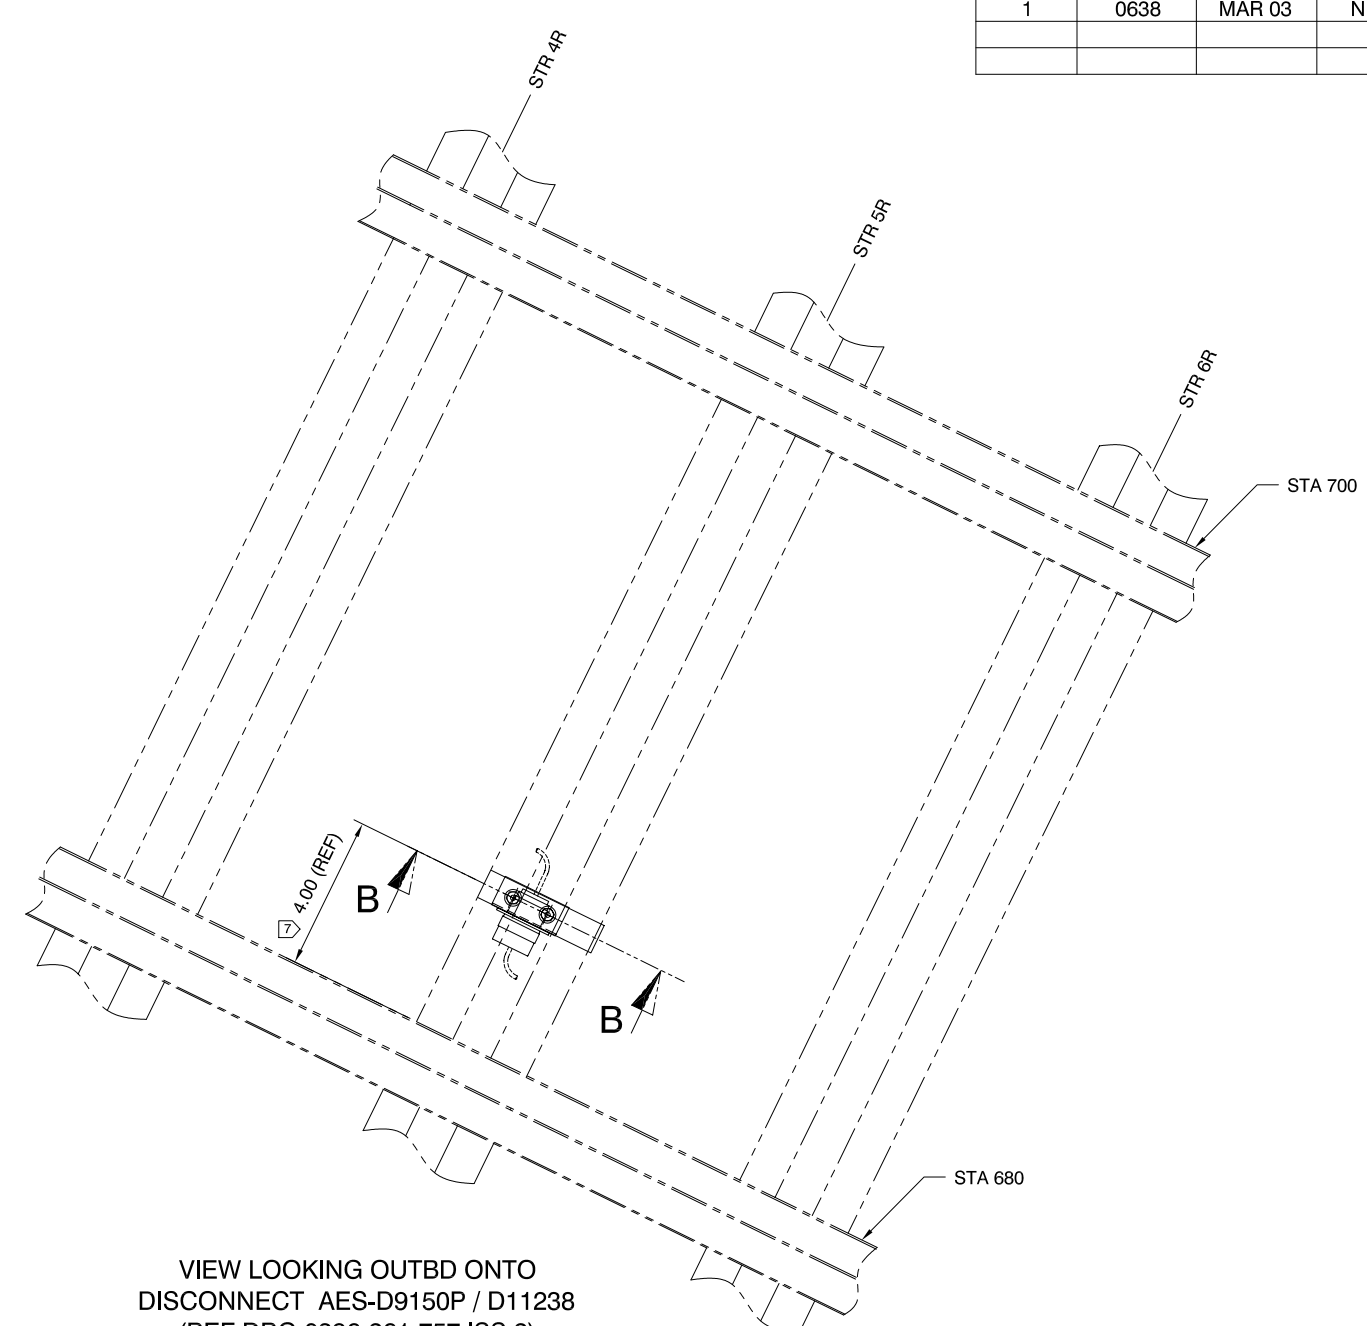 1 0638 MAR 03 N
STR 4R
STR 5R
STR 6R
STA 700
7 4.00 (REF)
B
B
STA 680
VIEW LOOKING OUTBD ONTO
DISCONNECT AES-D9150P / D11238